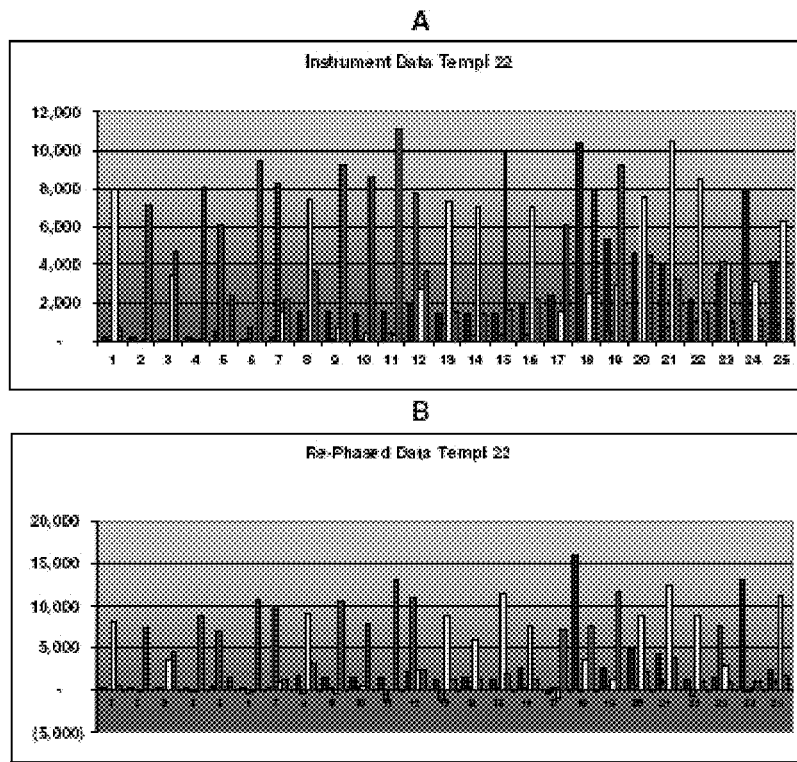 A
Instrument Data Templ 22
12,000
10,000
8,000
6,000
4,000
2,000
-
1 2 3 4 5 6 7 8 9 10 11 12 13 14 15 16 17 18 19 20 21 22 23 24 25
B
Re-Phased Data Templ 22
20,000
15,000
10,000
5,000
-
(5,000)